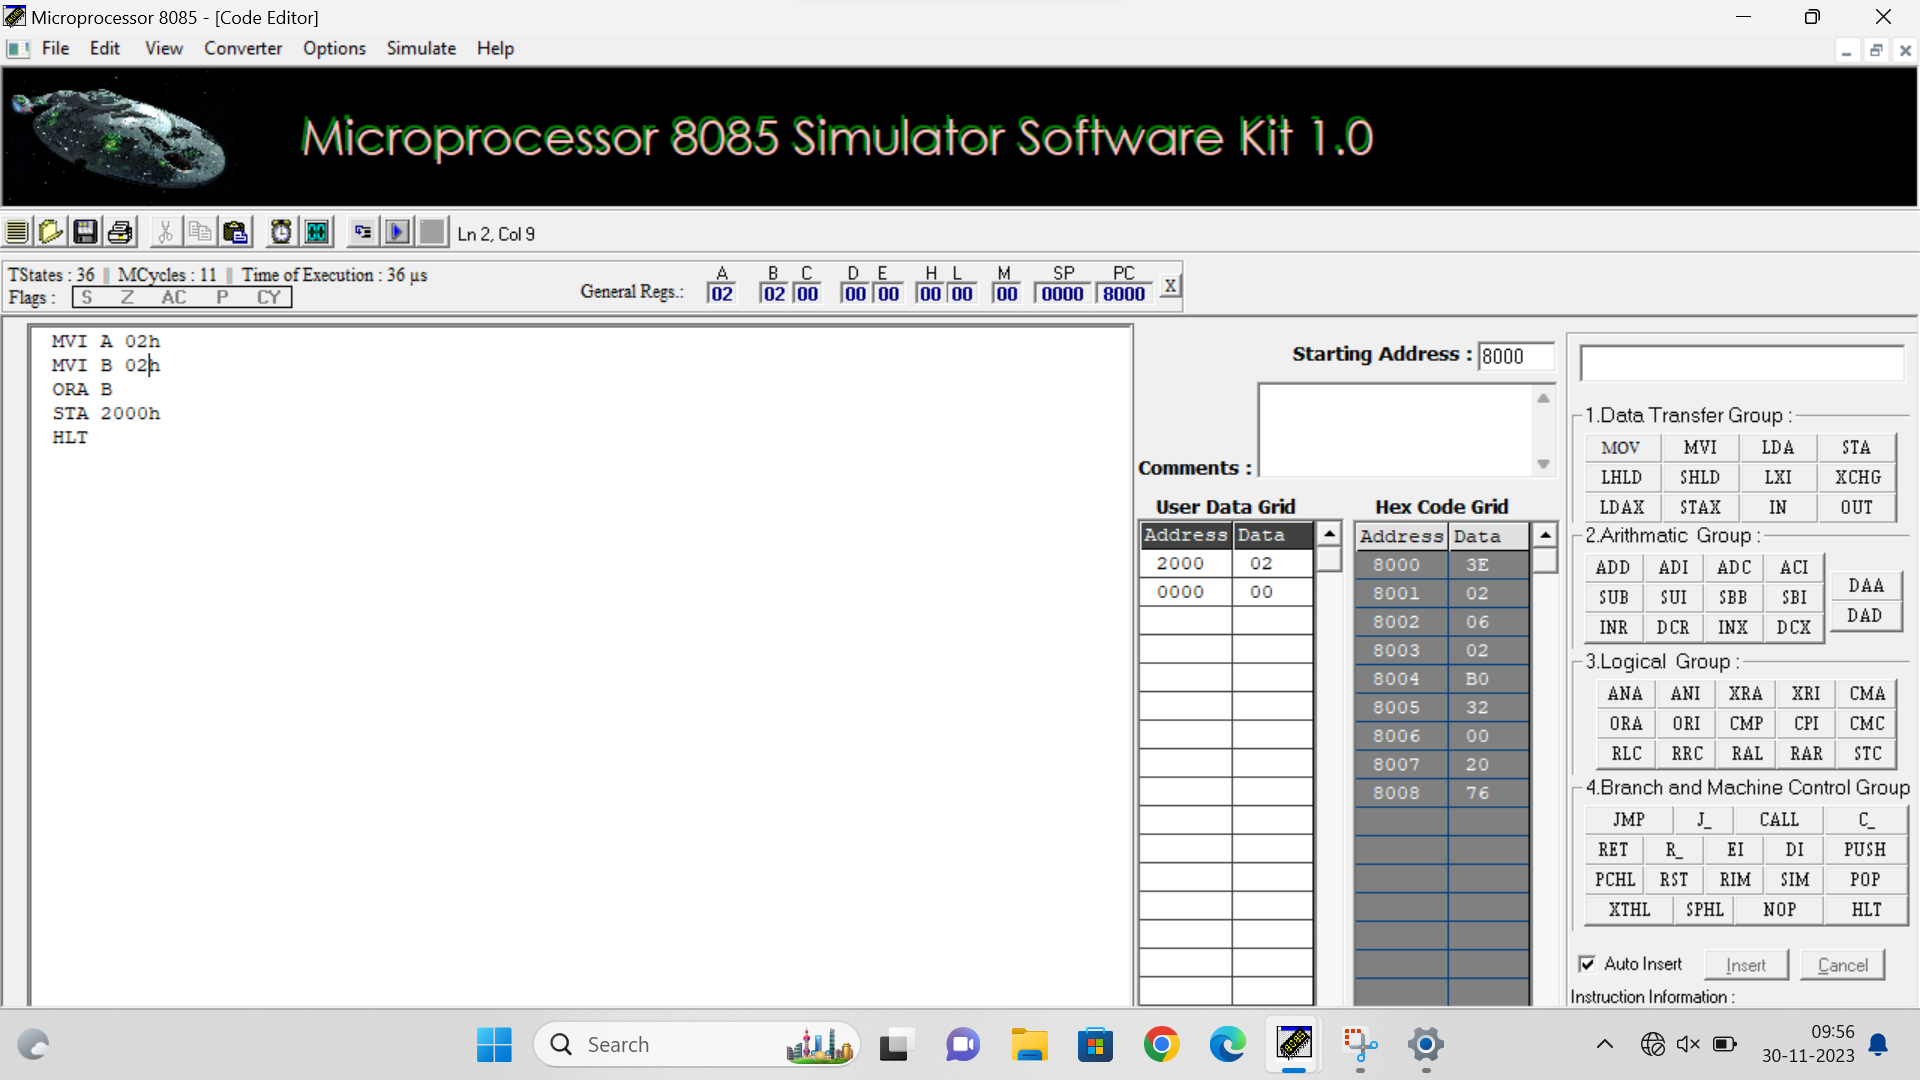 Microprocessor 8085 - [Code Editor]
File Edit View Converter Options Simulate Help
Microprocessor 8085 Simulator Software Kit 1.0
Ln 2, Col 9
TStates : 36 || MCycles : 11 || Time of Execution : 36 µs
Flags : S Z AC P CY
General Regs.:
A B C D E H L M SP PC
02 02 00 00 00 00 00 00 0000 8000 X
MVI A 02h
MVI B 02h
ORA B
STA 2000h
HLT
Starting Address : 8000
Comments :
User Data Grid
Address Data
2000 02
0000 00
Hex Code Grid
Address Data
8000 3E
8001 02
8002 06
8003 02
8004 B0
8005 32
8006 00
8007 20
8008 76
1.Data Transfer Group :
MOV MVI LDA STA
LHLD SHLD LXI XCHG
LDAX STAX IN OUT
2.Arithmatic Group :
ADD ADI ADC ACI
SUB SUI SBB SBI
INR DCR INX DCX
DAA
DAD
3.Logical Group :
ANA ANI XRA XRI CMA
ORA ORI CMP CPI CMC
RLC RRC RAL RAR STC
4.Branch and Machine Control Group
JMP J_ CALL C_
RET R_ EI DI PUSH
PCHL RST RIM SIM POP
XTHL SPHL NOP HLT
Auto Insert Insert Cancel
Instruction Information :
Search
8085
09:56
30-11-2023